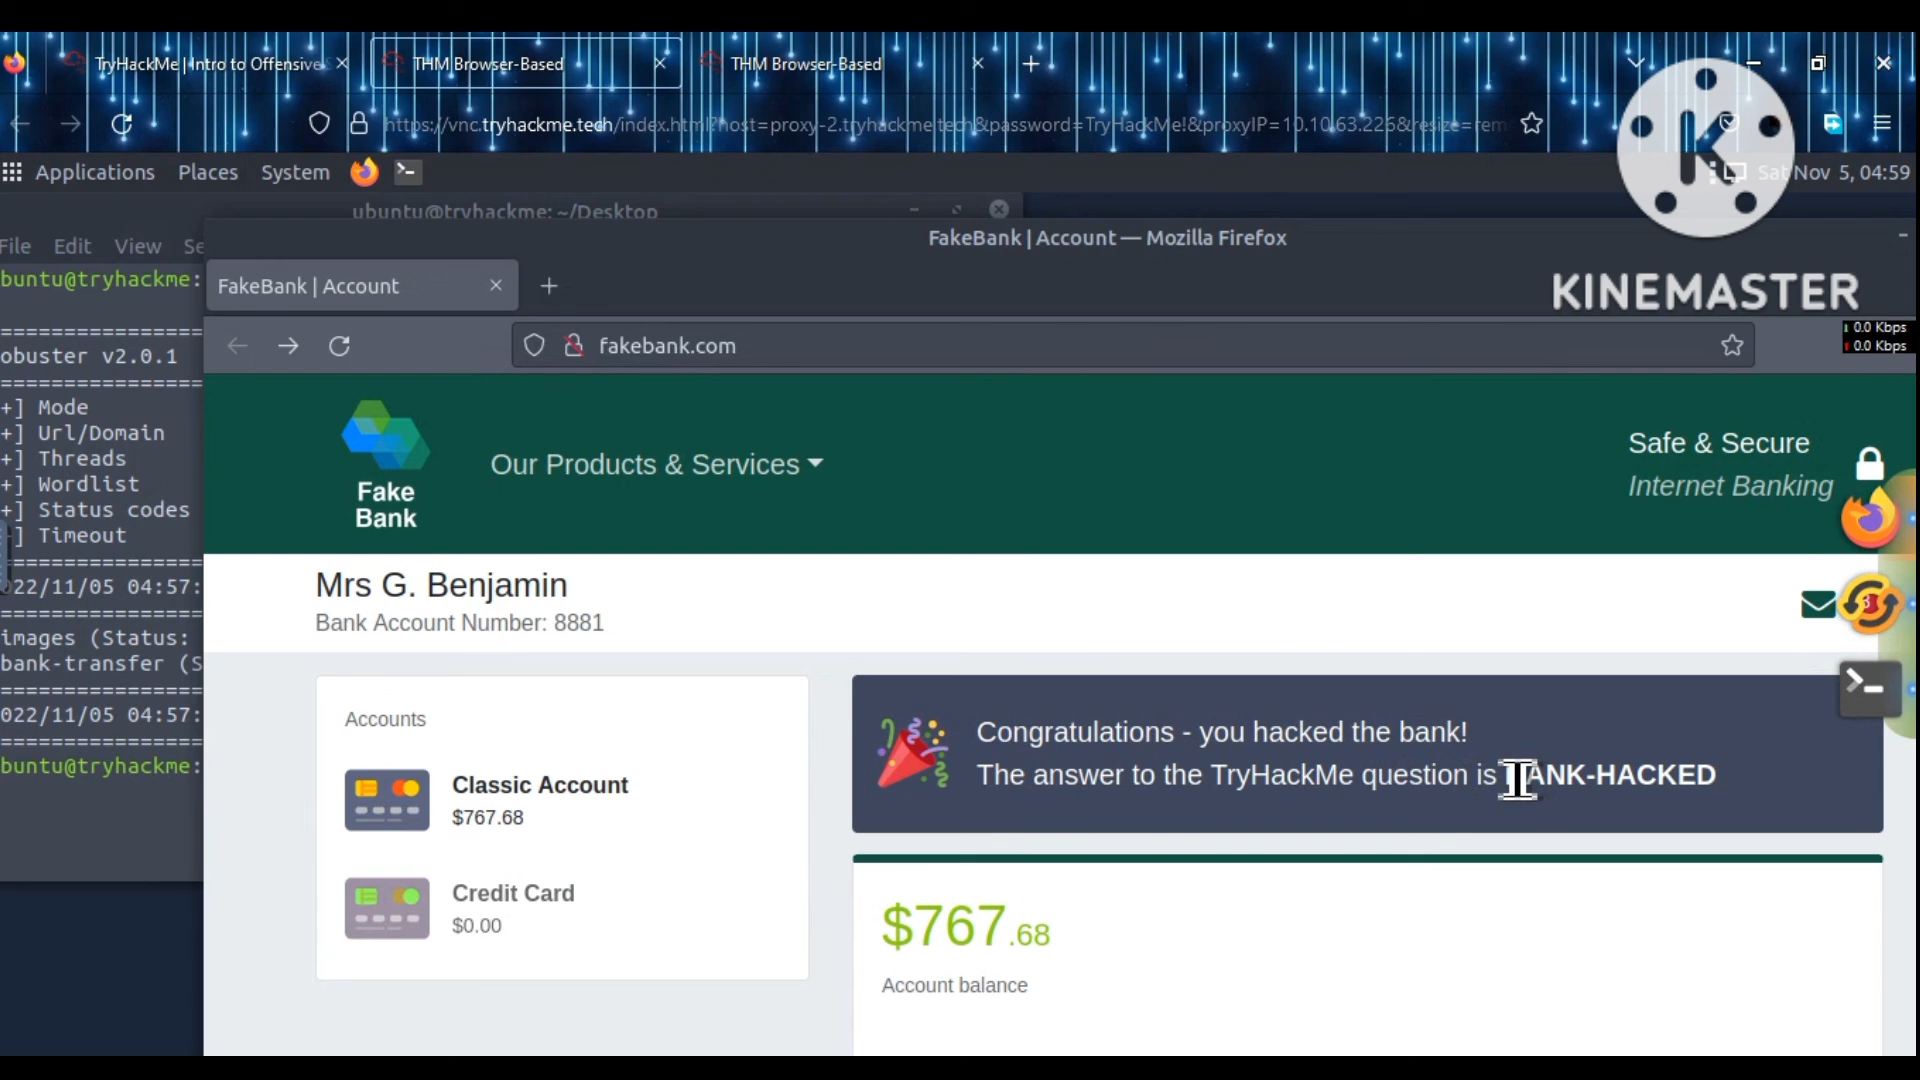 TryHackMe | Intro to Offensive
THM Browser-Based
THM Browser-Based
https://vnc.tryhackme.tech/index.html?host=proxy-2.tryhackme.tech&password=TryHackMe!&proxyIP=10.10.63.226&resize=rem
Applications Places System
Sat Nov 5, 04:59
ubuntu@tryhackme: ~/Desktop
FakeBank | Account — Mozilla Firefox
File Edit View Se
buntu@tryhackme:
FakeBank | Account
KINEMASTER
0.0 Kbps
0.0 Kbps
fakebank.com
obuster v2.0.1
+] Mode
+] Url/Domain
+] Threads
+] Wordlist
+] Status codes
+] Timeout
022/11/05 04:57:
images (Status:
bank-transfer (S
022/11/05 04:57:
buntu@tryhackme:
Fake
Bank
Our Products & Services
Safe & Secure
Internet Banking
Mrs G. Benjamin
Bank Account Number: 8881
Accounts
Classic Account
$767.68
Credit Card
$0.00
Congratulations - you hacked the bank!
The answer to the TryHackMe question is BANK-HACKED
$767.68
Account balance